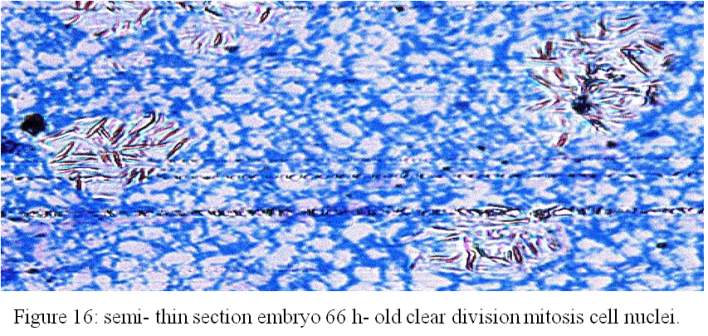 Figure 16: semi- thin section embryo 66 h- old clear division mitosis cell nuclei.